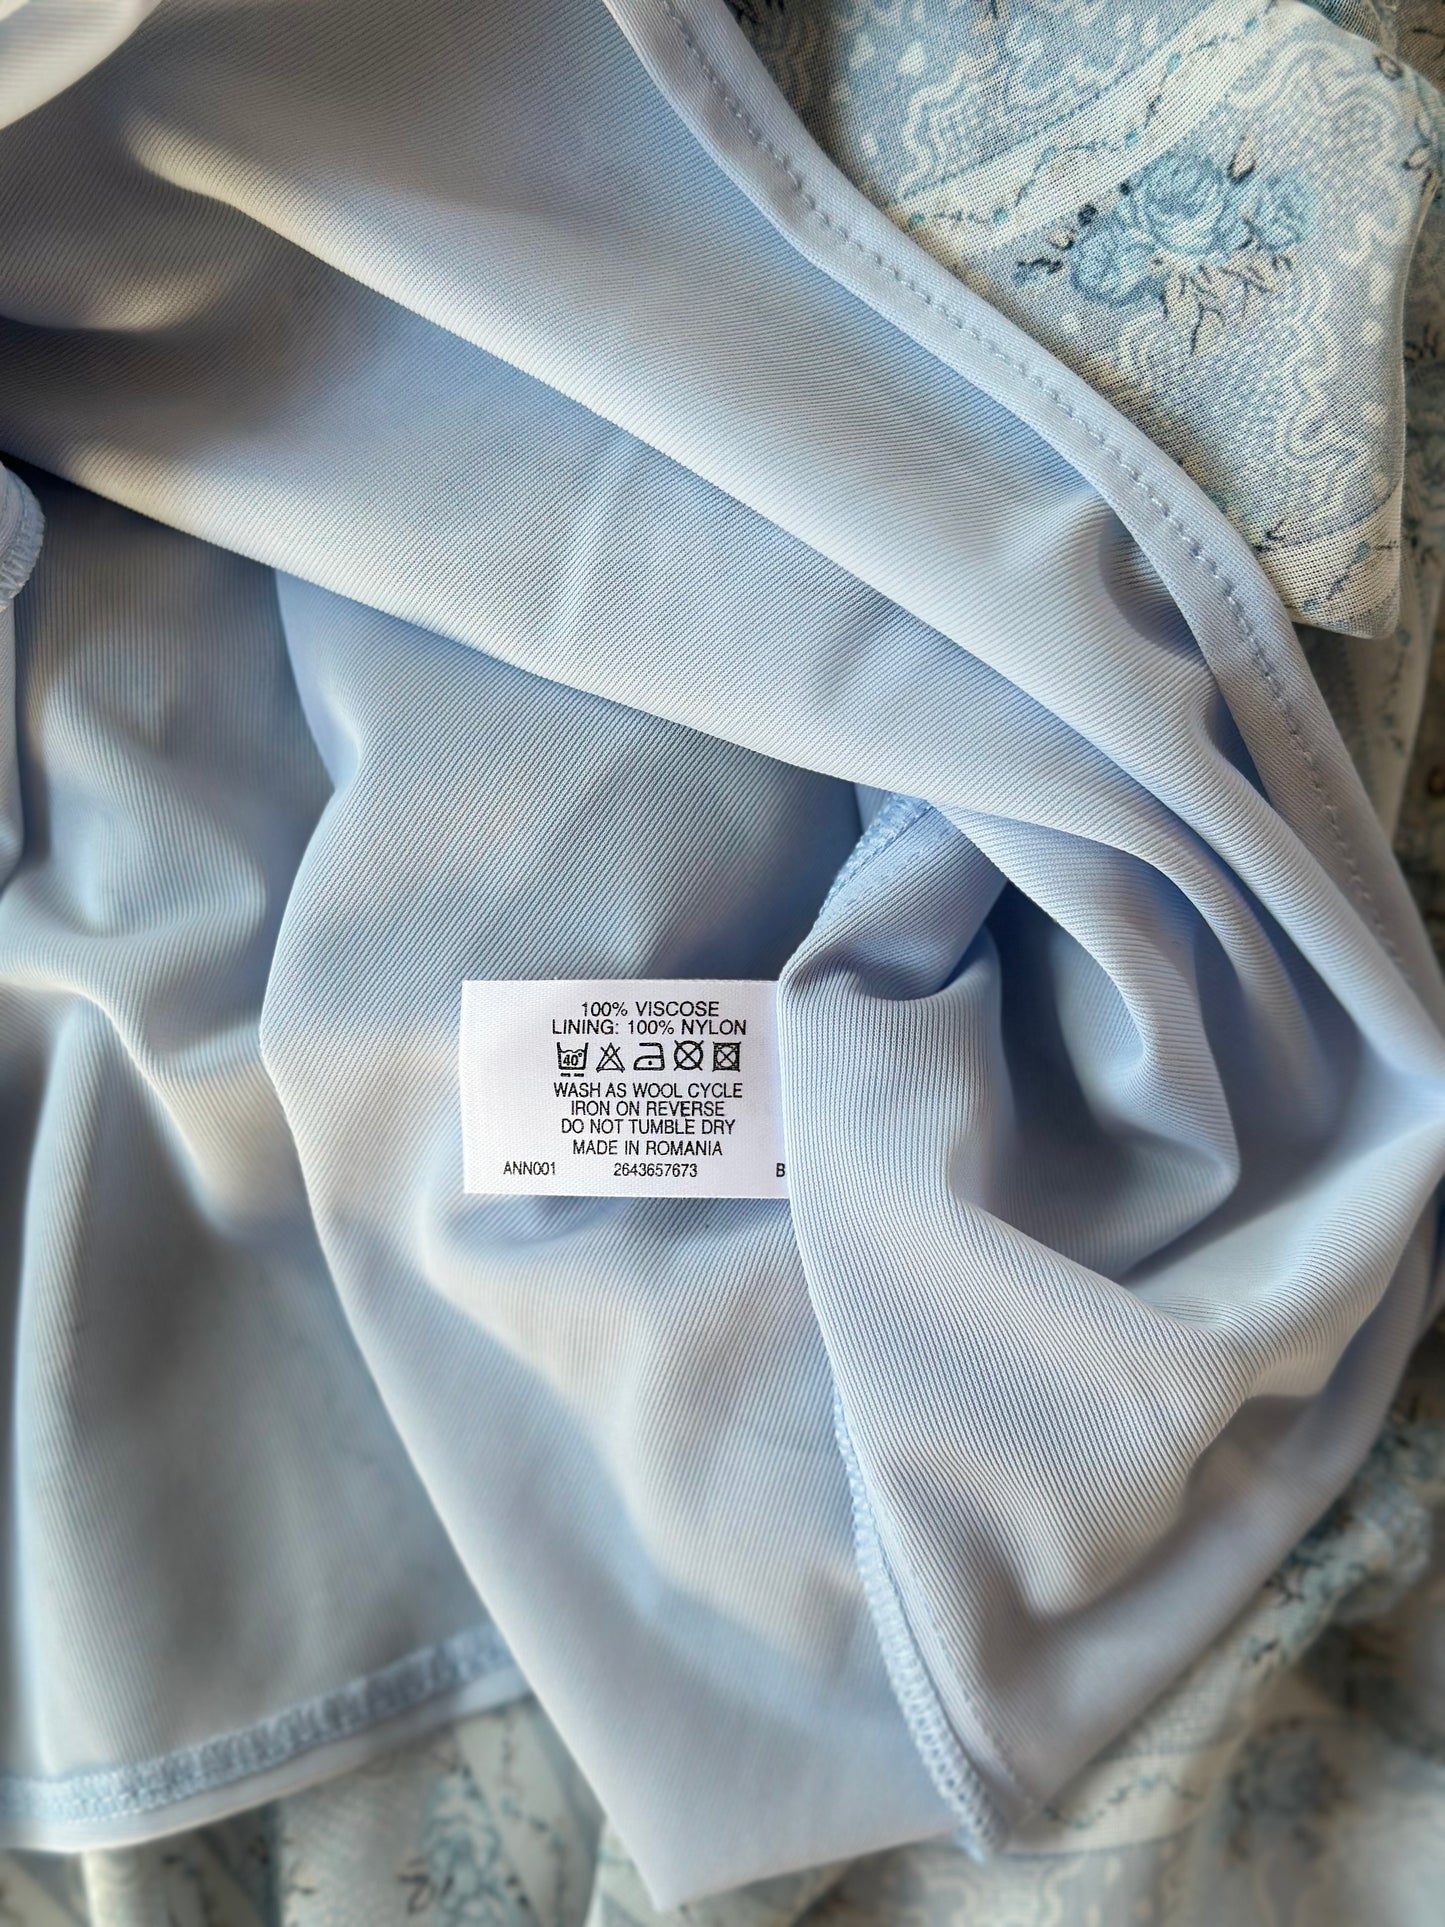 100% VISCOSE
LINING: 100% NYLON
40°
WASH AS WOOL CYCLE
IRON ON REVERSE
DO NOT TUMBLE DRY
MADE IN ROMANIA
ANN001 2643657673 B